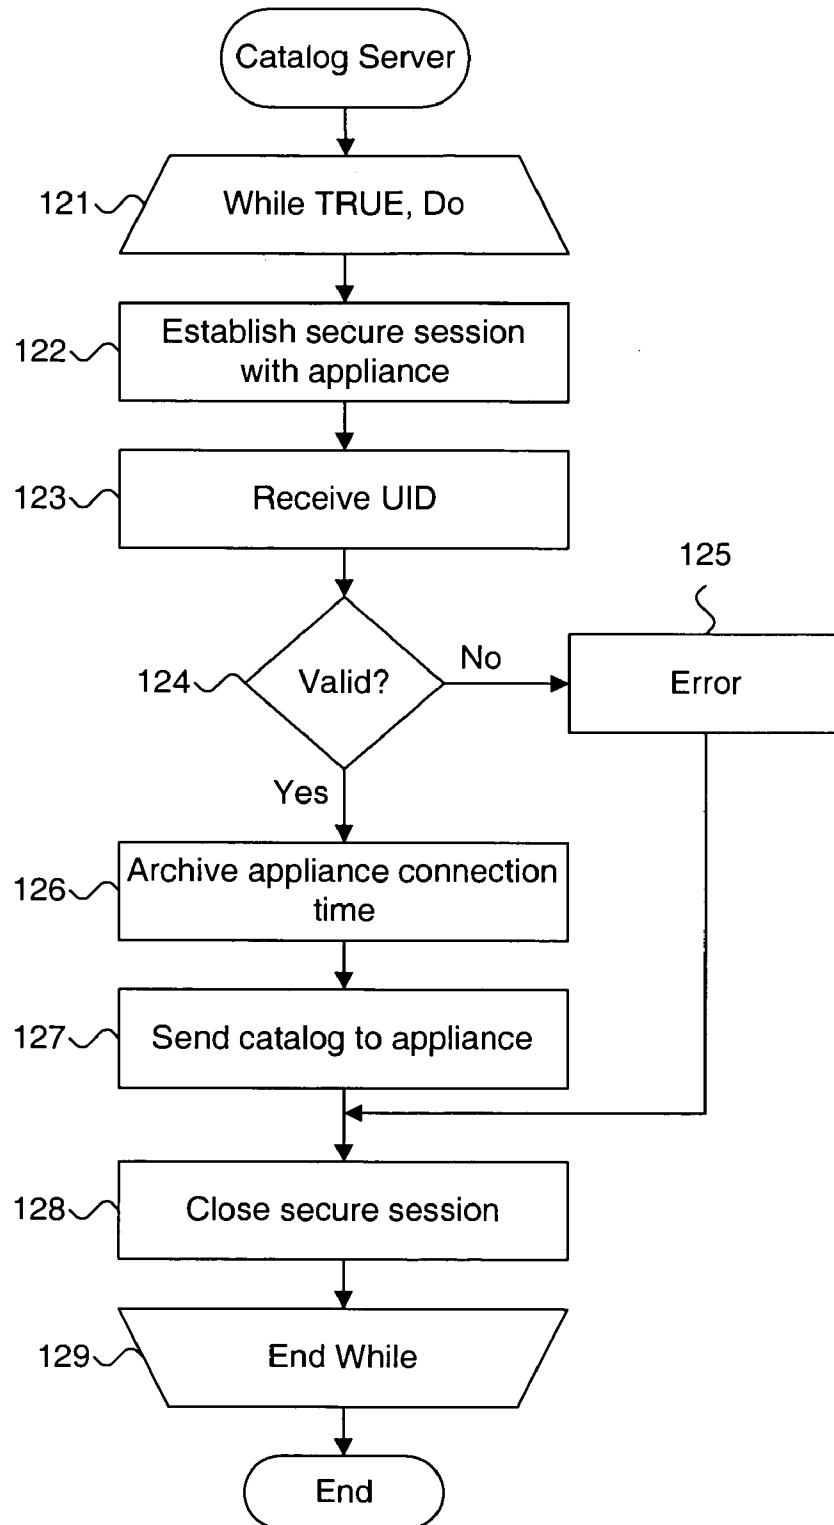 Catalog Server
121
While TRUE, Do
122
Establish secure session
with appliance
123
Receive UID
125
124
Valid?
No
Error
Yes
126
Archive appliance connection
time
127
Send catalog to appliance
128
Close secure session
129
End While
End